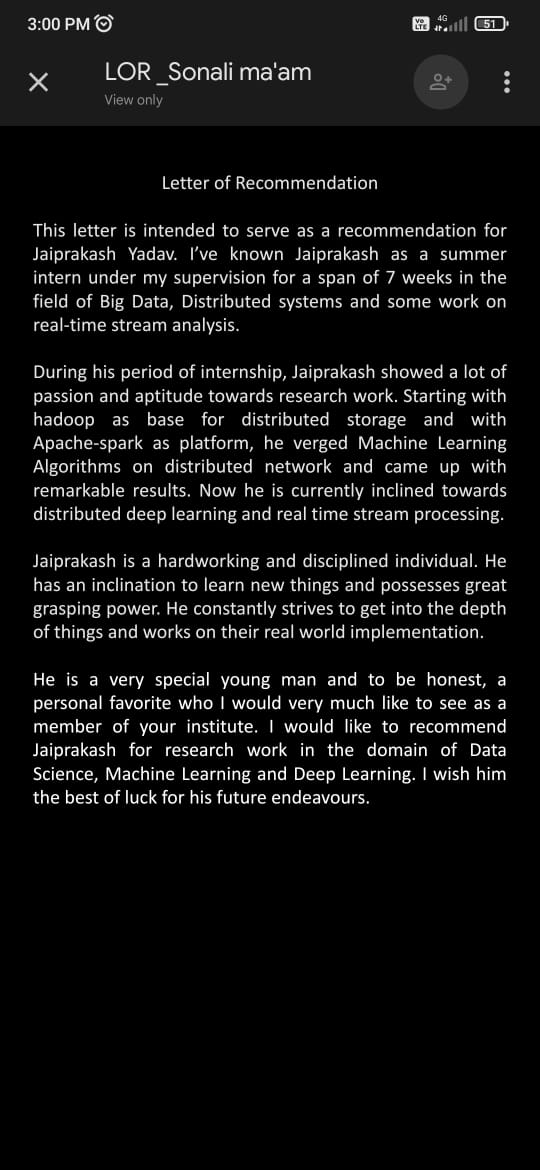 3:00 PM
Vo LTE 4G 51
LOR _Sonali ma'am
View only
Letter of Recommendation
This letter is intended to serve as a recommendation for
Jaiprakash Yadav. I’ve known Jaiprakash as a summer
intern under my supervision for a span of 7 weeks in the
field of Big Data, Distributed systems and some work on
real-time stream analysis.
During his period of internship, Jaiprakash showed a lot of
passion and aptitude towards research work. Starting with
hadoop as base for distributed storage and with
Apache-spark as platform, he verged Machine Learning
Algorithms on distributed network and came up with
remarkable results. Now he is currently inclined towards
distributed deep learning and real time stream processing.
Jaiprakash is a hardworking and disciplined individual. He
has an inclination to learn new things and possesses great
grasping power. He constantly strives to get into the depth
of things and works on their real world implementation.
He is a very special young man and to be honest, a
personal favorite who I would very much like to see as a
member of your institute. I would like to recommend
Jaiprakash for research work in the domain of Data
Science, Machine Learning and Deep Learning. I wish him
the best of luck for his future endeavours.